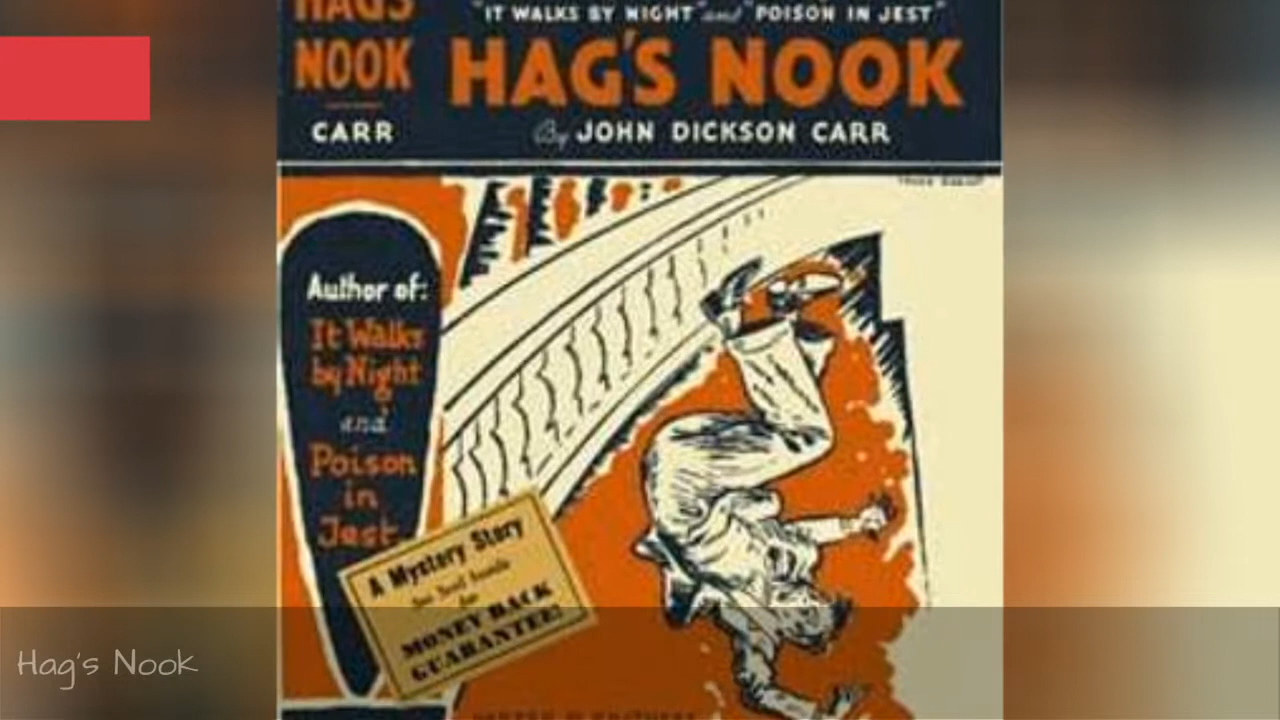 HAG'S
NOOK
CARR
"IT WALKS BY NIGHT" and "POISON IN JEST"
HAG'S NOOK
By JOHN DICKSON CARR
Author of:
It Walks
by Night
and
Poison
in
Jest
A Mystery Story
MONEY BACK
GUARANTEE!
Hag's Nook